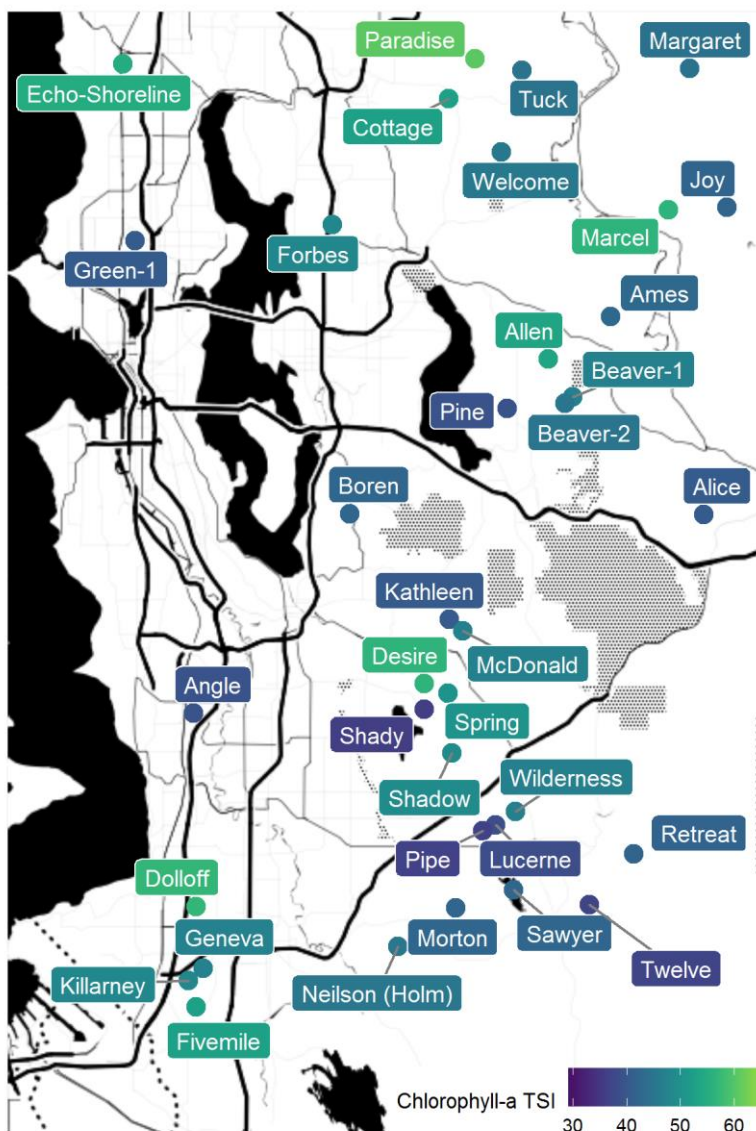 Paradise
Margaret
Echo-Shoreline
Tuck
Cottage
Welcome
Joy
Marcel
Green-1
Forbes
Ames
Allen
Beaver-1
Pine
Beaver-2
Boren
Alice
Kathleen
McDonald
Desire
Angle
Spring
Shady
Wilderness
Shadow
Retreat
Pipe
Lucerne
Dolloff
Geneva
Morton
Sawyer
Twelve
Killarney
Neilson (Holm)
Fivemile
Chlorophyll-a TSI
30 40 50 60